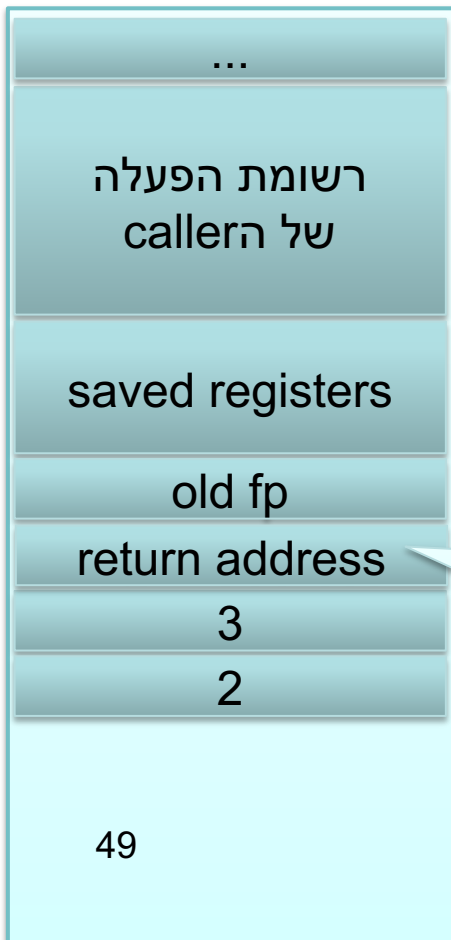 ...
רשומת הפעלה
של הcaller
saved registers
old fp
return address
3
2
49